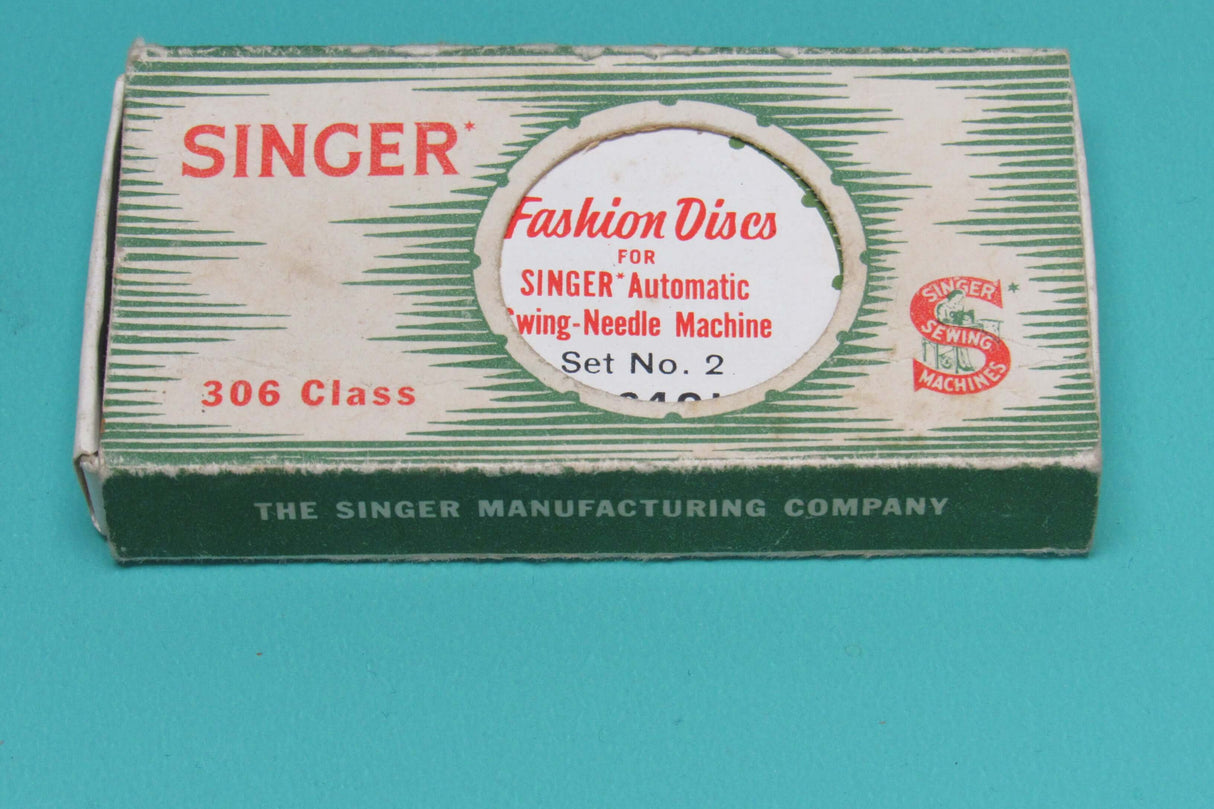 SINGER*
Fashion Discs
FOR
SINGER* Automatic
Swing-Needle Machine
Set No. 2
306 Class
SINGER*
SEWING
MACHINES
THE SINGER MANUFACTURING COMPANY